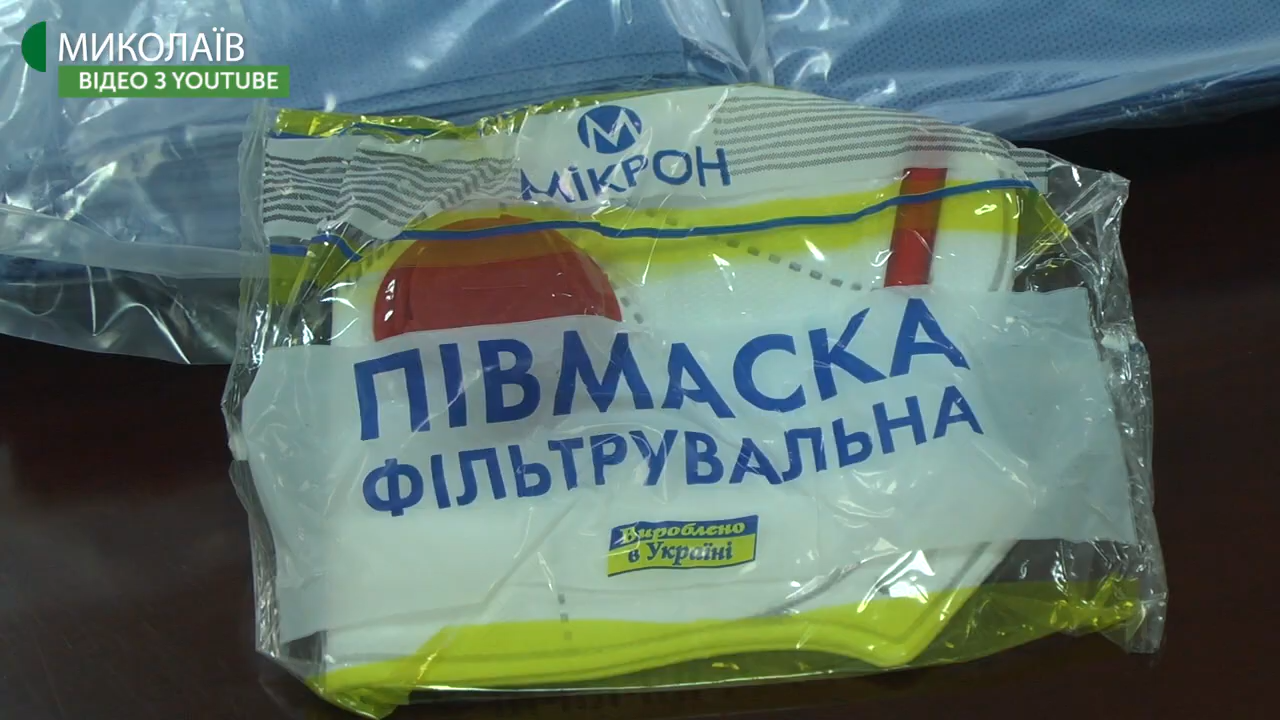 МИКОЛАЇВ
ВІДЕО З YOUTUBE
М
МІКРОН
ПІВМАСКА
ФІЛЬТРУВАЛЬНА
Вироблено
в Україні